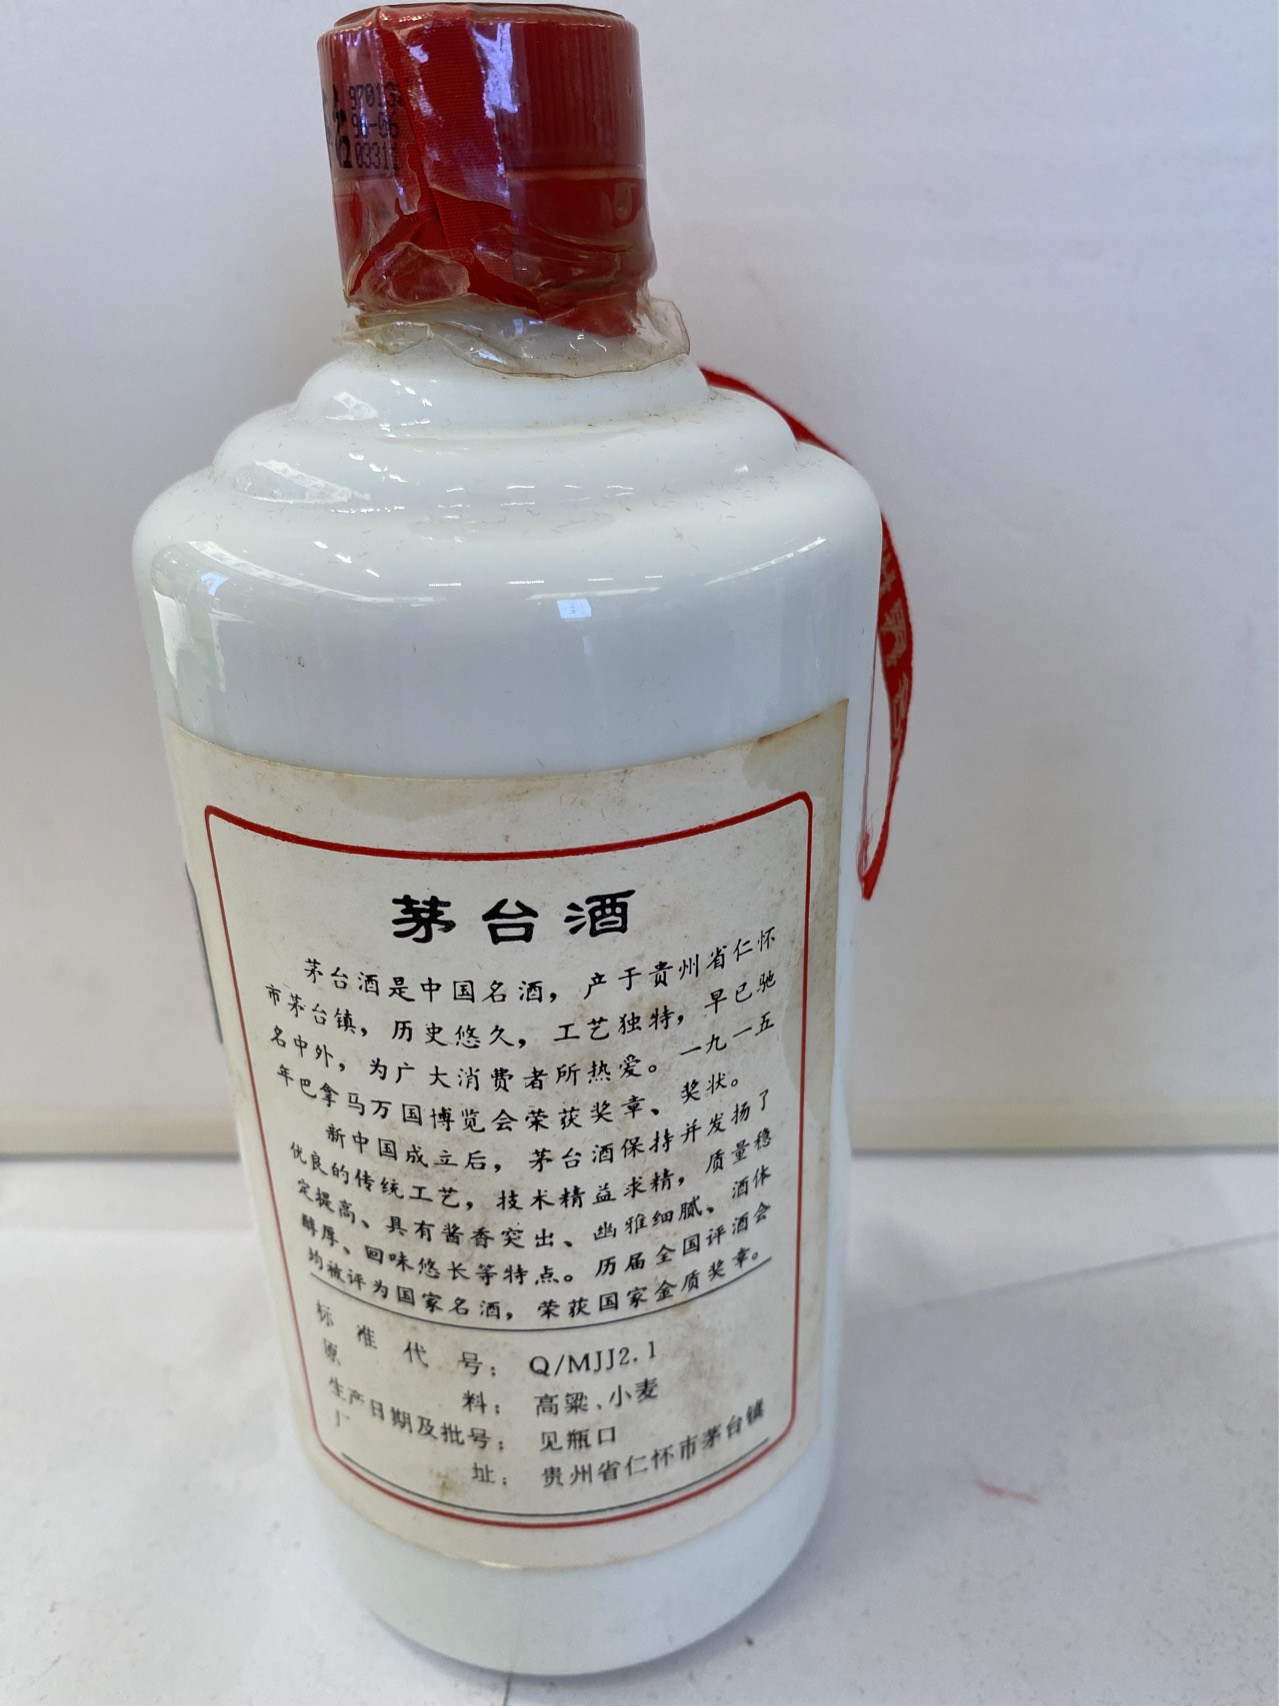 台
茅台酒
茅台酒是中国名酒，产于贵州省仁怀
市茅台镇，历史悠久，工艺独特，早已驰
名中外，为广大消费者所热爱。一九一五
年巴拿马万国博览会荣获奖章、奖状。
新中国成立后，茅台酒保持并发扬了
优良的传统工艺，技术精益求精，质量稳
定提高、具有酱香突出、幽雅细腻、酒体
醇厚、回味悠长等特点。历届全国评酒会
均被评为国家名酒，荣获国家金质奖章。
标准代号：Q/MJJ2.1
原料：高粱、小麦
生产日期及批号：见瓶口
厂址：贵州省仁怀市茅台镇